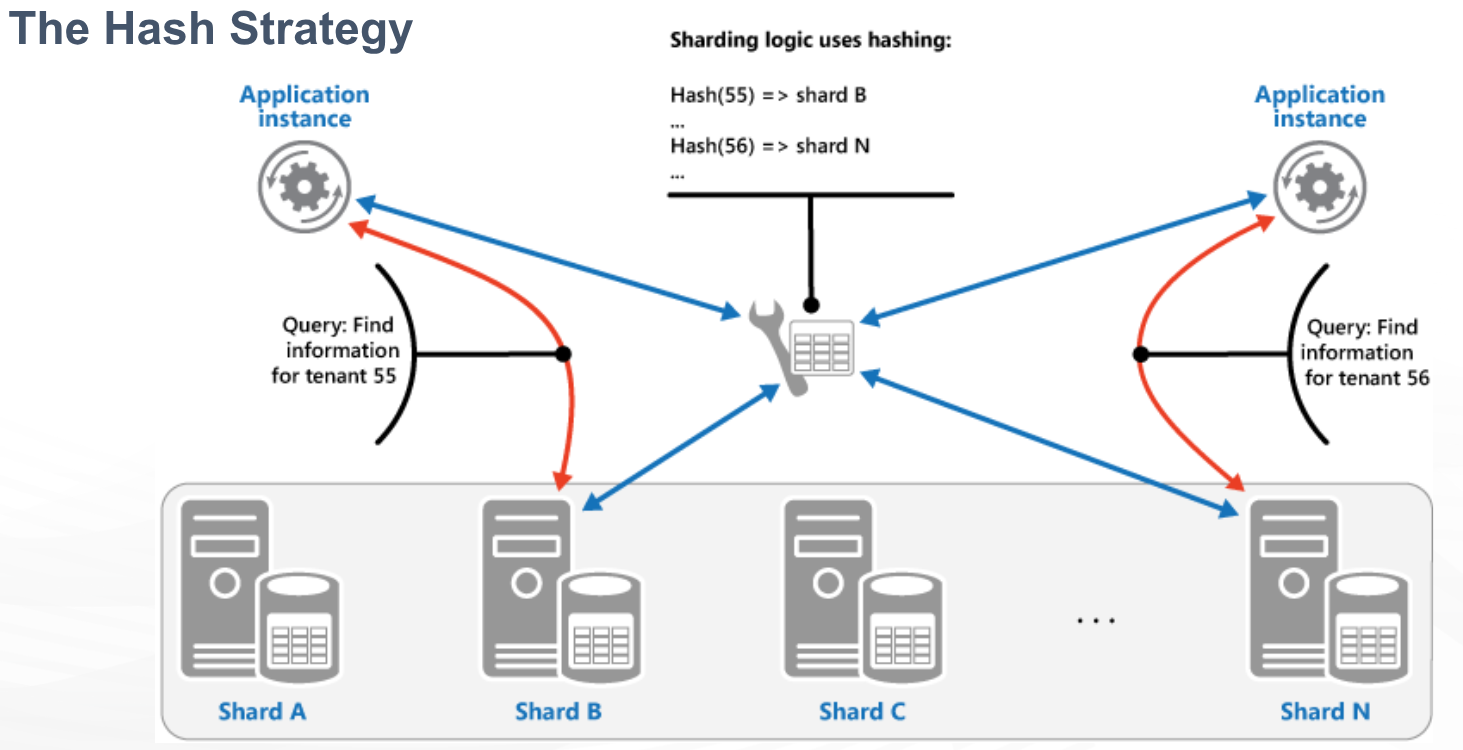 The Hash Strategy
Sharding logic uses hashing:
Hash(55) => shard B
...
Hash(56) => shard N
...
Application
instance
Application
instance
Query: Find
information
for tenant 55
Query: Find
information
for tenant 56
Shard A
Shard B
Shard C
. . .
Shard N